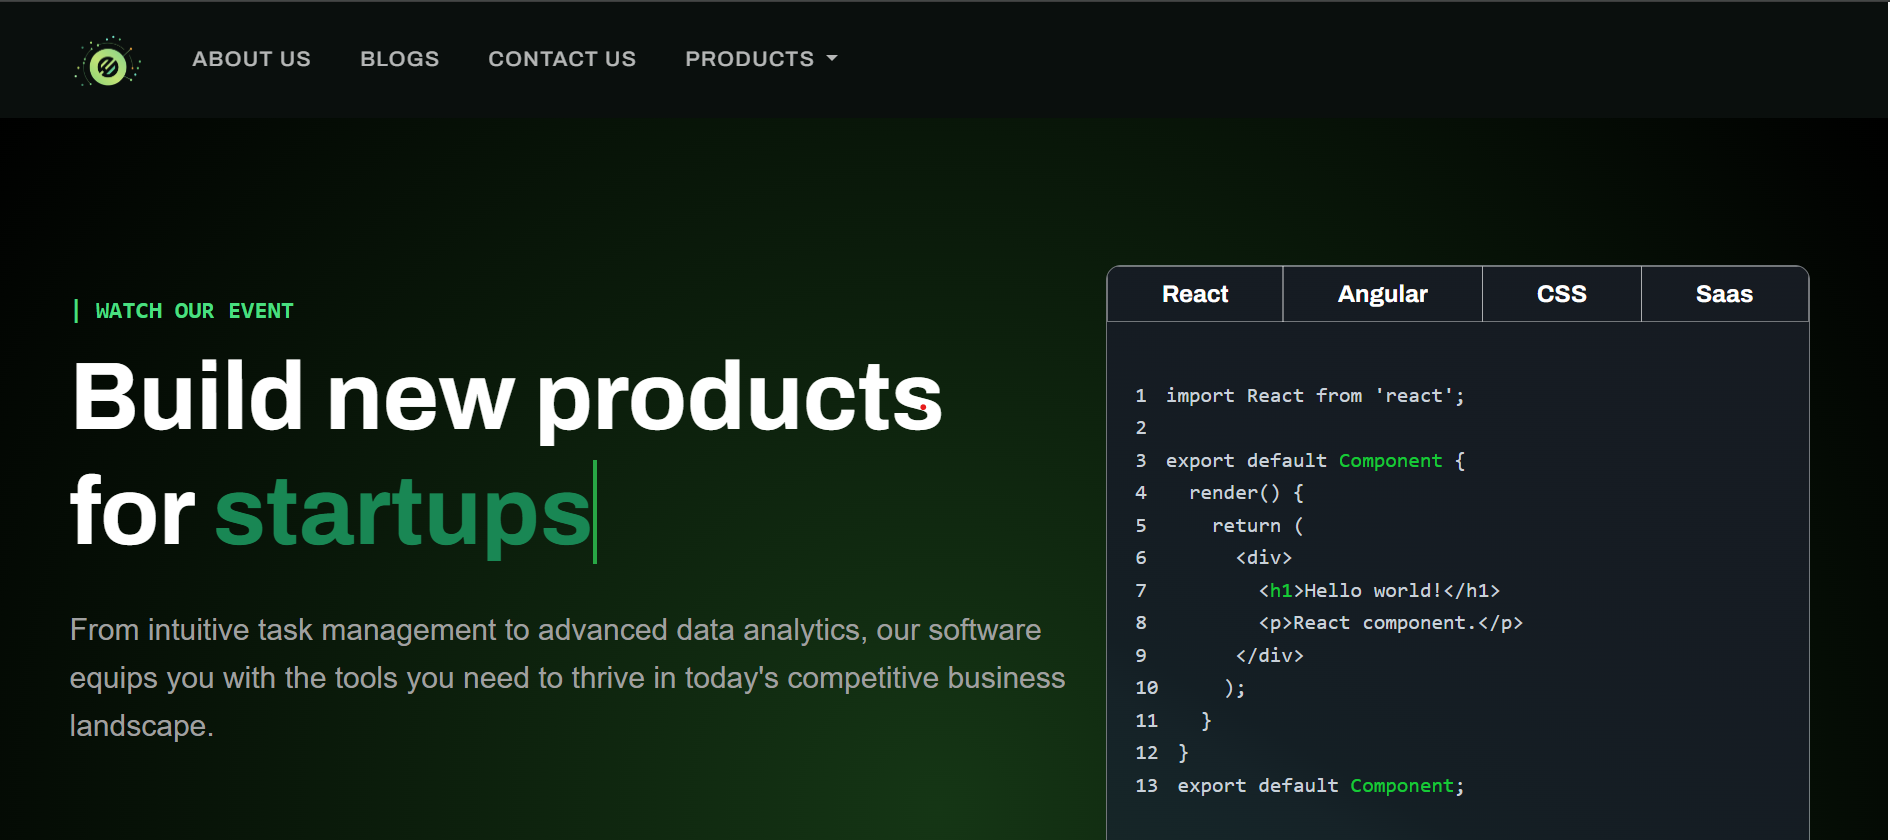 ABOUT US BLOGS CONTACT US PRODUCTS
| WATCH OUR EVENT
Build new products
for startups
From intuitive task management to advanced data analytics, our software
equips you with the tools you need to thrive in today's competitive business
landscape.
React Angular CSS Saas
1 import React from 'react';
2
3 export default Component {
4 render() {
5 return (
6 <div>
7 <h1>Hello world!</h1>
8 <p>React component.</p>
9 </div>
10 );
11 }
12 }
13 export default Component;